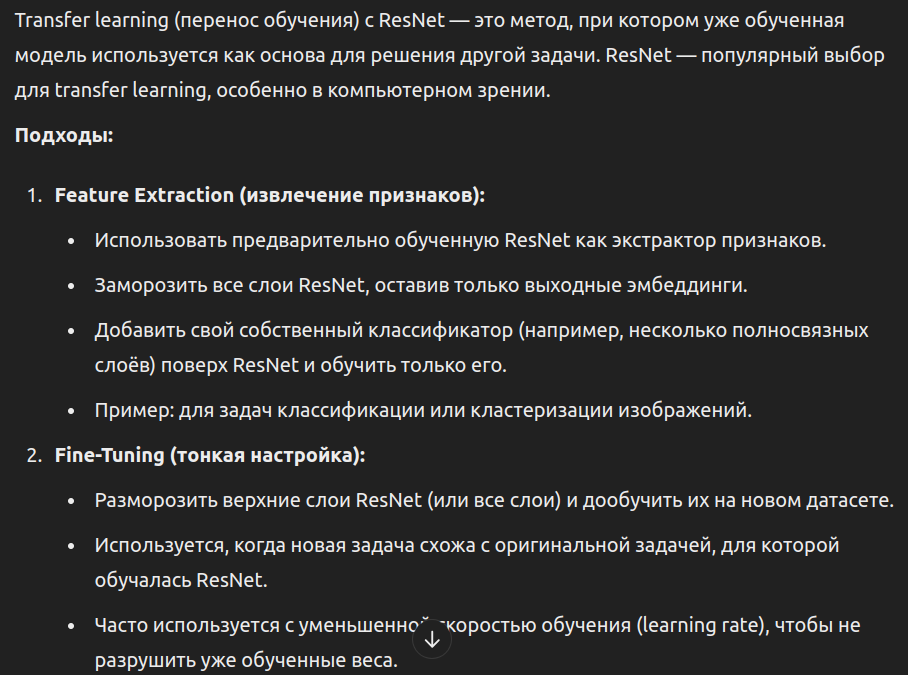 Transfer learning (перенос обучения) с ResNet — это метод, при котором уже обученная
модель используется как основа для решения другой задачи. ResNet — популярный выбор
для transfer learning, особенно в компьютерном зрении.
Подходы:
1. Feature Extraction (извлечение признаков):
• Использовать предварительно обученную ResNet как экстрактор признаков.
• Заморозить все слои ResNet, оставив только выходные эмбеддинги.
• Добавить свой собственный классификатор (например, несколько полносвязных
слоёв) поверх ResNet и обучить только его.
• Пример: для задач классификации или кластеризации изображений.
2. Fine-Tuning (тонкая настройка):
• Разморозить верхние слои ResNet (или все слои) и дообучить их на новом датасете.
• Используется, когда новая задача схожа с оригинальной задачей, для которой
обучалась ResNet.
• Часто используется с уменьшенной скоростью обучения (learning rate), чтобы не
разрушить уже обученные веса.